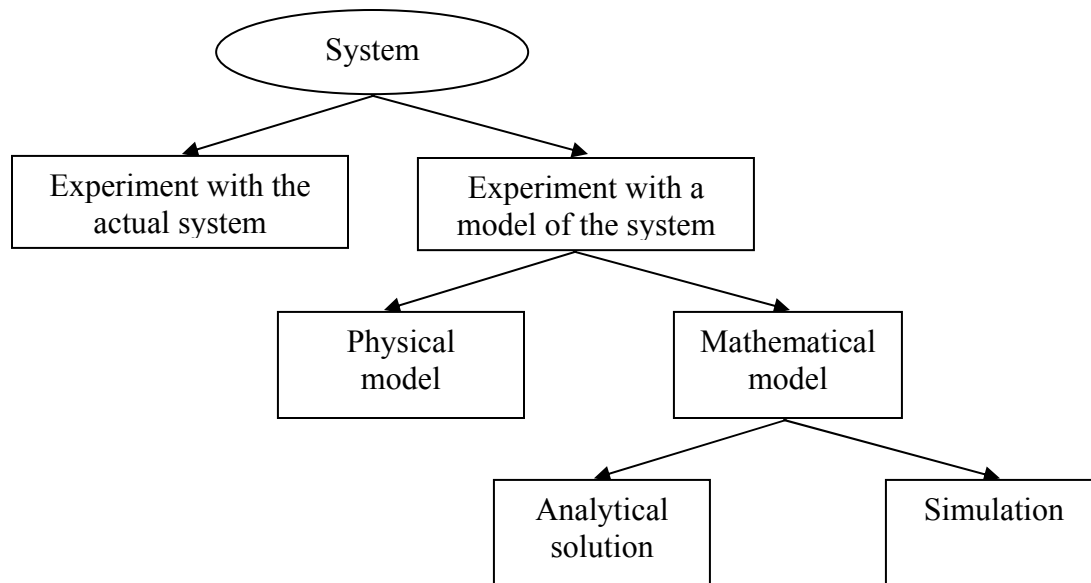 System
Experiment with the
actual system
Experiment with a
model of the system
Physical
model
Mathematical
model
Analytical
solution
Simulation